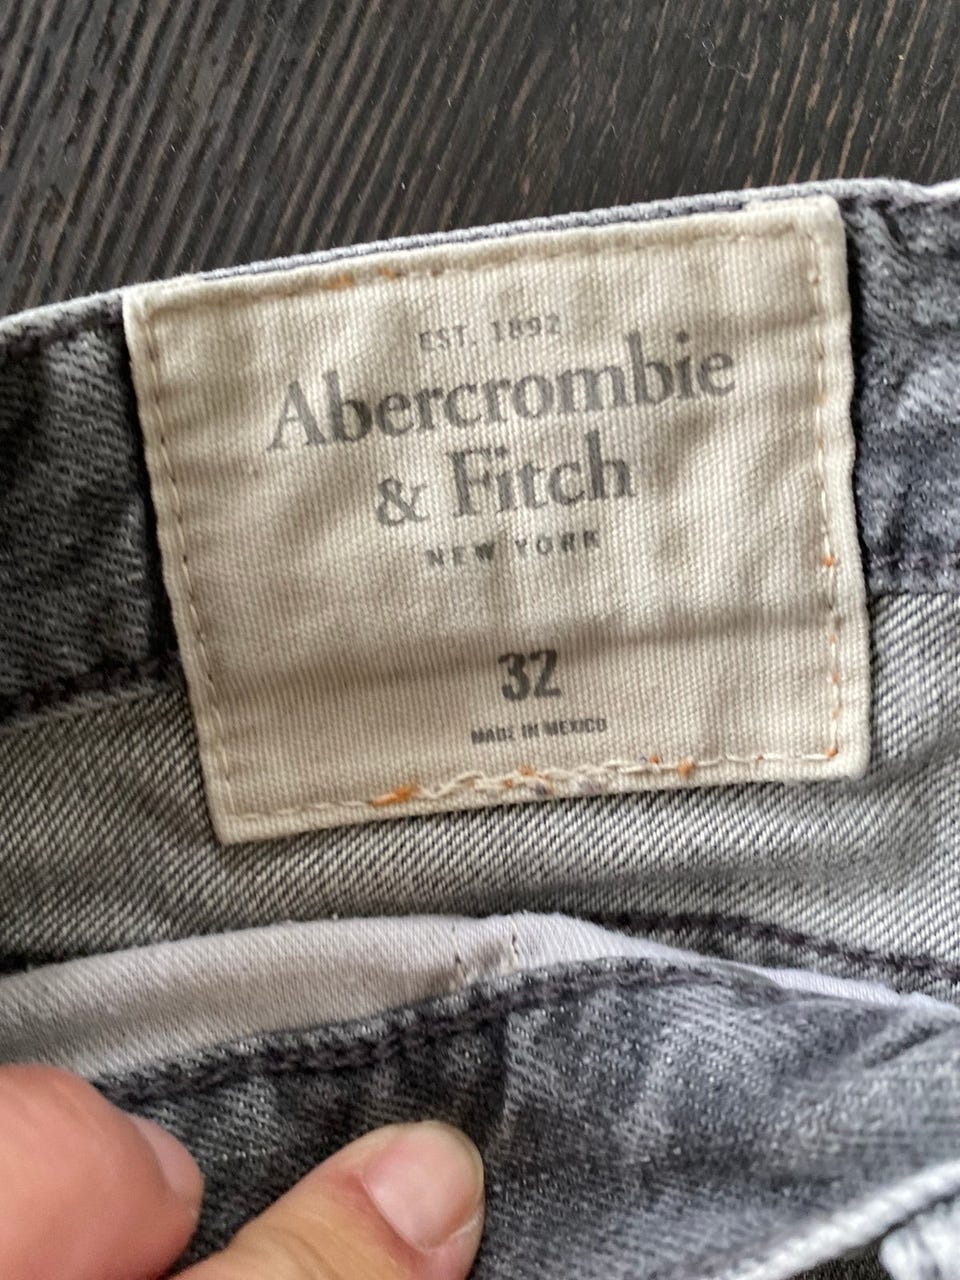 EST. 1892
Abercrombie
& Fitch
NEW YORK
32
MADE IN MEXICO